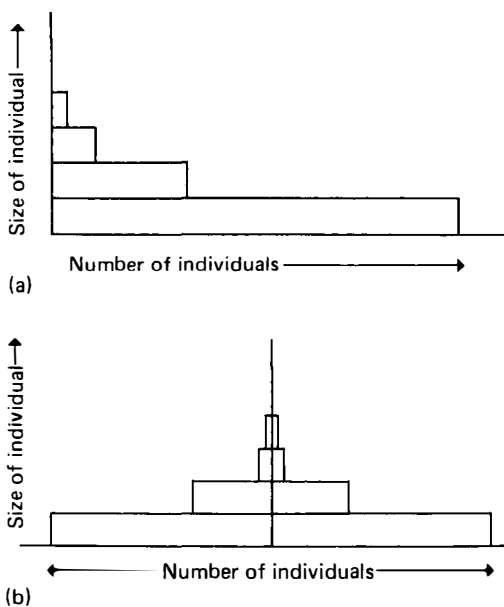 Size of individual
Number of individuals
(a)
Size of individual
Number of individuals
(b)